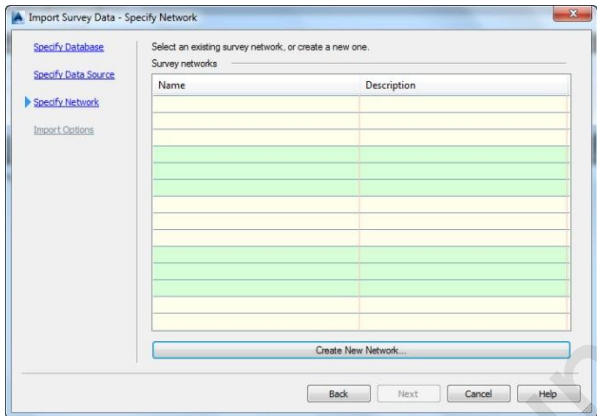 Import Survey Data - Specify Network
Specify Database
Select an existing survey network, or create a new one.
Survey networks
Specify Data Source
Name Description
Specify Network
Import Options
Create New Network...
Back Next Cancel Help